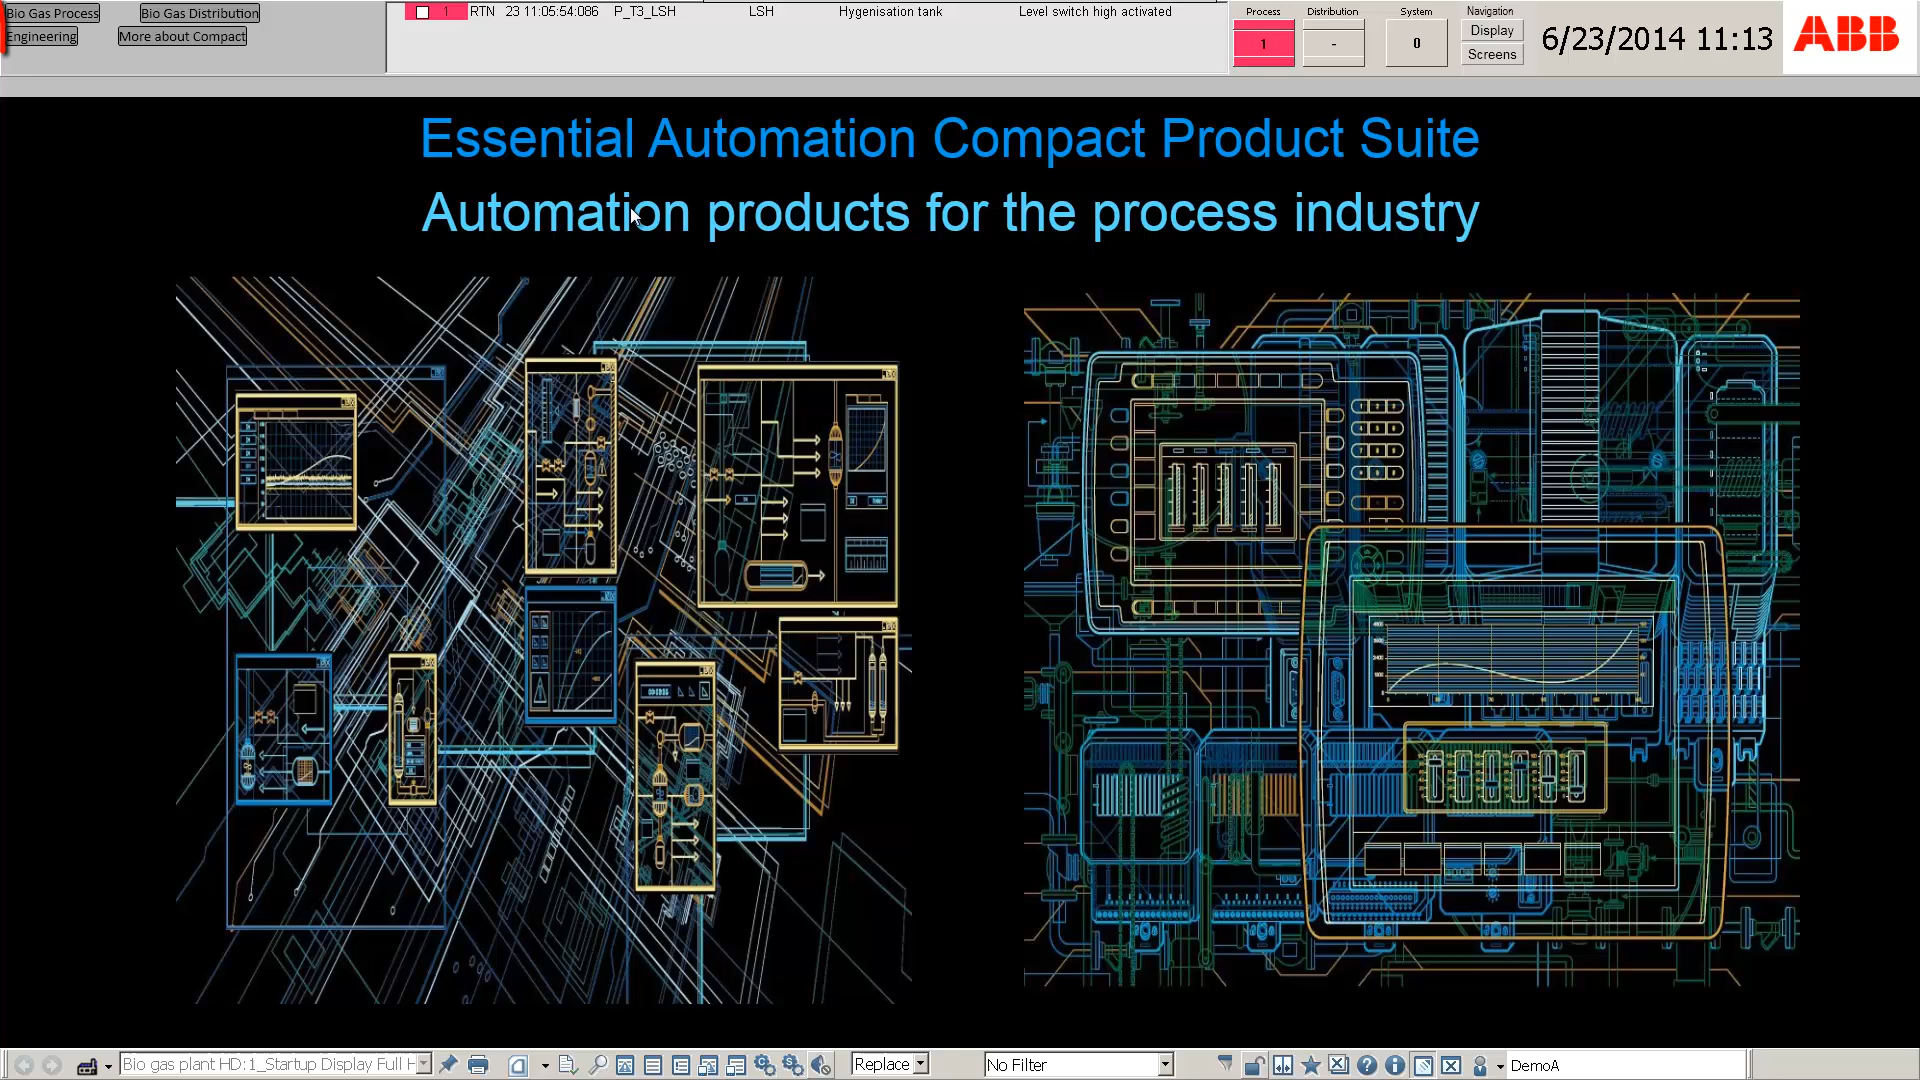 Bio Gas Process
Bio Gas Distribution
Engineering
More about Compact
1 RTN 23 11:05:54:086 P_T3_LSH LSH Hygenisation tank Level switch high activated
Process
1
Distribution
-
System
0
Navigation
Display
Screens
6/23/2014 11:13
ABB
Essential Automation Compact Product Suite
Automation products for the process industry
Bio gas plant HD:1_Startup Display Full H
Replace
No Filter
DemoA